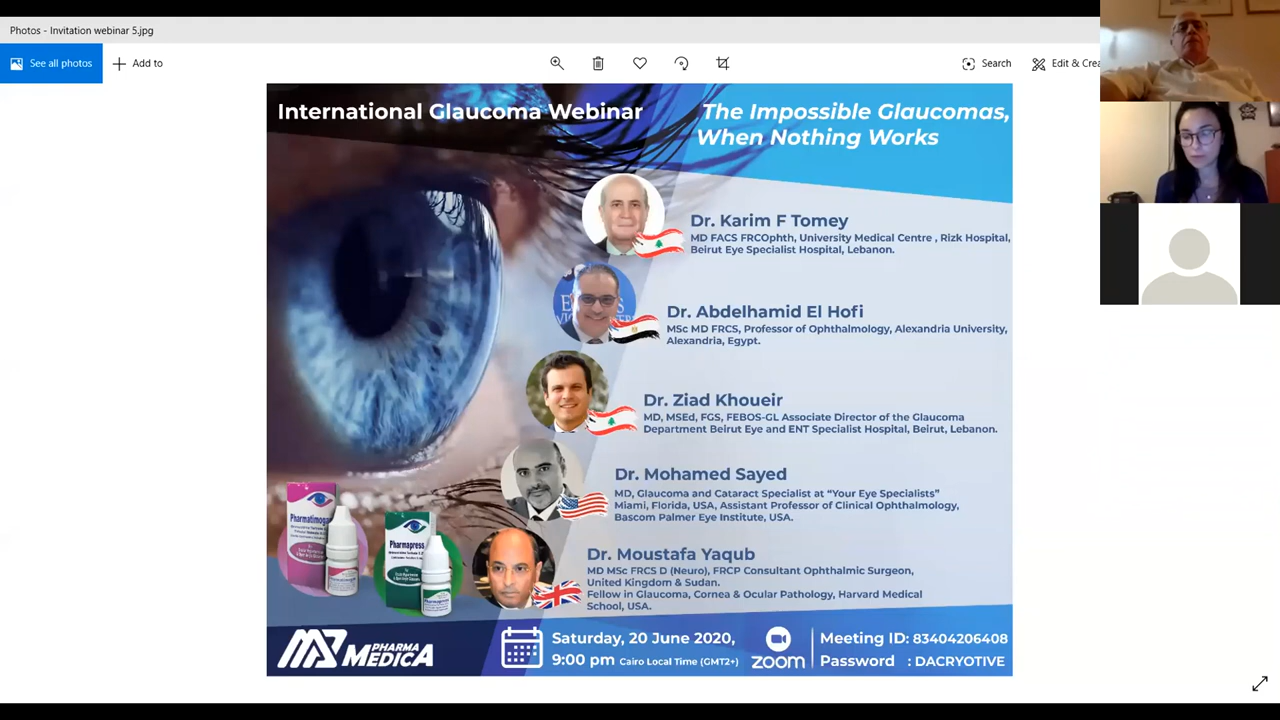 Photos - Invitation webinar 5.jpg
See all photos
Add to
Search
Edit & Crea
International Glaucoma Webinar
The Impossible Glaucomas,
When Nothing Works
Dr. Karim F Tomey
MD FACS FRCOphth, University Medical Centre , Rizk Hospital,
Beirut Eye Specialist Hospital, Lebanon.
Dr. Abdelhamid El Hofi
MSc MD FRCS, Professor of Ophthalmology, Alexandria University,
Alexandria, Egypt.
Dr. Ziad Khoueir
MD, MSEd, FGS, FEBOS-GL Associate Director of the Glaucoma
Department Beirut Eye and ENT Specialist Hospital, Beirut, Lebanon.
Dr. Mohamed Sayed
MD, Glaucoma and Cataract Specialist at “Your Eye Specialists”
Miami, Florida, USA, Assistant Professor of Clinical Ophthalmology,
Bascom Palmer Eye Institute, USA.
Dr. Moustafa Yaqub
MD MSc FRCS D (Neuro), FRCP Consultant Ophthalmic Surgeon,
United Kingdom & Sudan.
Fellow in Glaucoma, Cornea & Ocular Pathology, Harvard Medical
School, USA.
Pharmapress
PHARMA
MEDICA
Saturday, 20 June 2020,
9:00 pm Cairo Local Time (GMT2+)
zoom
Meeting ID: 83404206408
Password : DACRYOTIVE